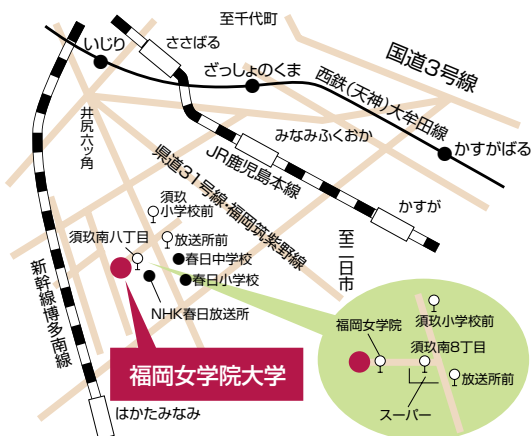 至千代町
いじり
ささばる
ざっしょのくま
国道3号線
西鉄(天神)大牟田線
井尻六ッ角
みなみふくおか
かすがばる
JR鹿児島本線
県道31号線・福岡筑紫野線
かすが
須玖
小学校前
至二日市
須玖南八丁目
放送所前
春日中学校
春日小学校
新幹線博多南線
NHK春日放送所
福岡女学院大学
はかたみなみ
須玖小学校前
福岡女学院
須玖南8丁目
放送所前
スーパー